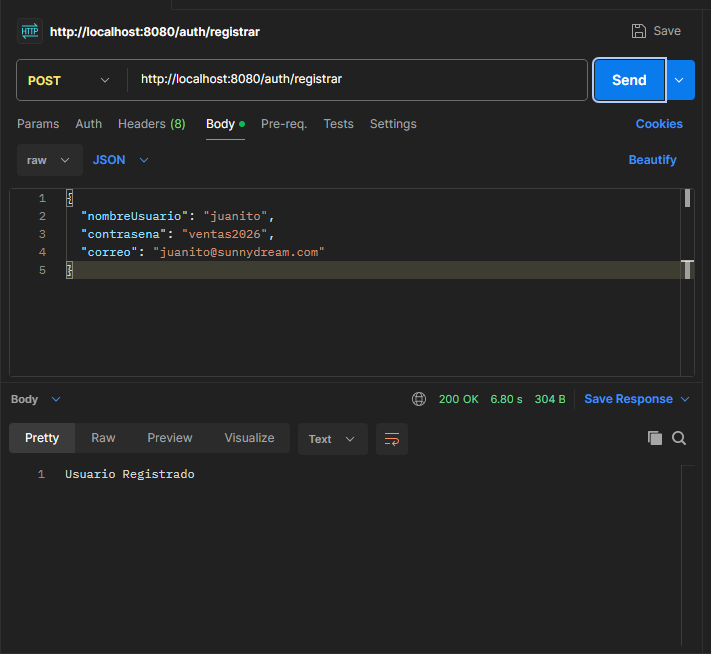 HTTP http://localhost:8080/auth/registrar Save
POST http://localhost:8080/auth/registrar Send
Params Auth Headers (8) Body Pre-req. Tests Settings Cookies
raw JSON Beautify
1 {
2 "nombreUsuario": "juanito",
3 "contrasena": "ventas2026",
4 "correo": "juanito@sunnydream.com"
5 }
Body 200 OK 6.80 s 304 B Save Response
Pretty Raw Preview Visualize Text
1 Usuario Registrado